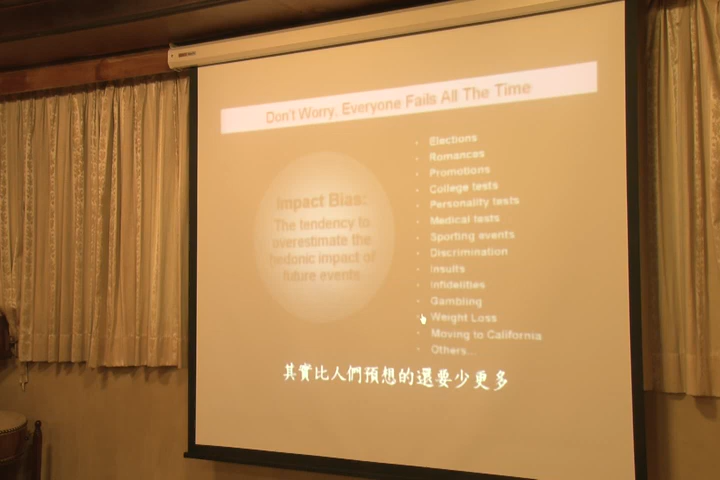 Don't Worry, Everyone Fails All The Time
Impact Bias:
The tendency to
overestimate the
hedonic impact of
future events
Elections
Romances
Promotions
College tests
Personality tests
Medical tests
Sporting events
Discrimination
Insults
Infidelities
Gambling
Weight Loss
Moving to California
Others...
其實比人們預想的還要少更多